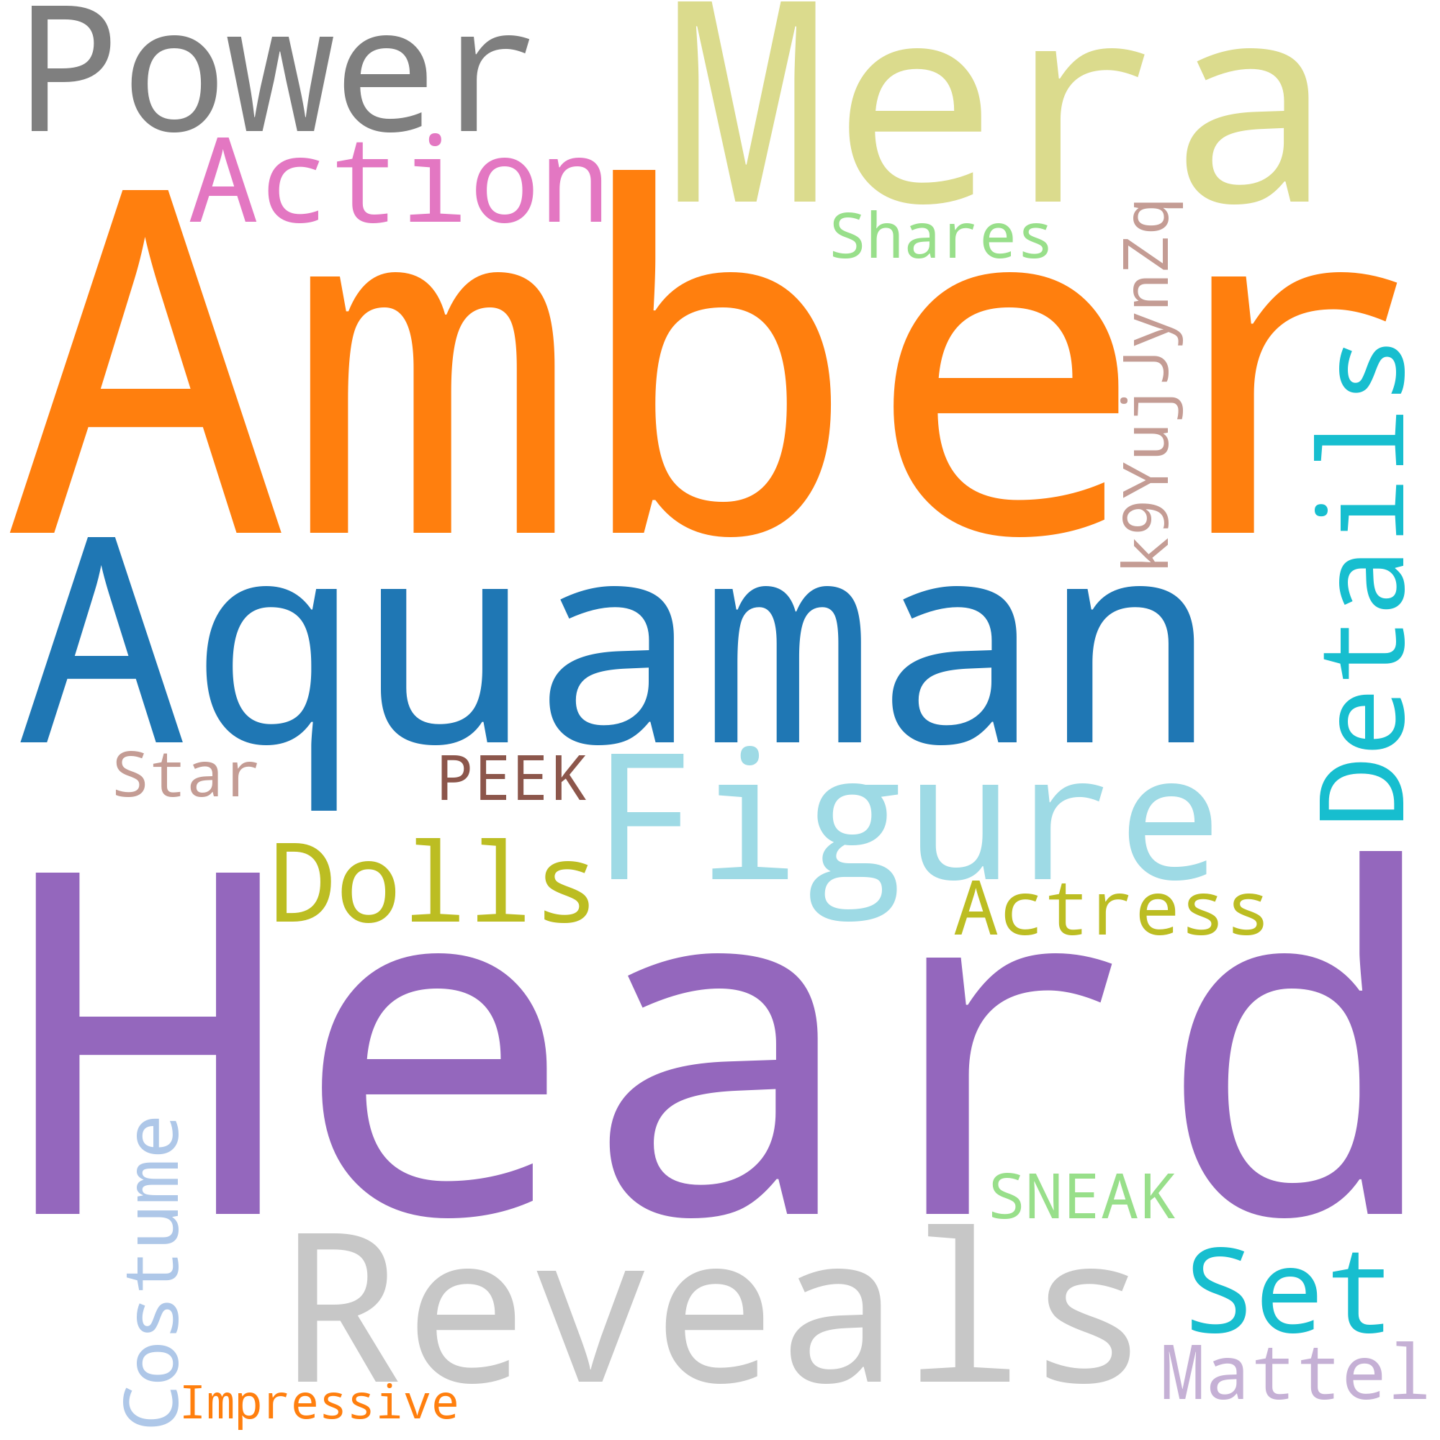 Power
Mera
Action
Shares
Amber
k9YujJynZq
Details
Aquaman
Star
PEEK
Figure
Dolls
Actress
Heard
Costume
SNEAK
Reveals
Set
Mattel
Impressive